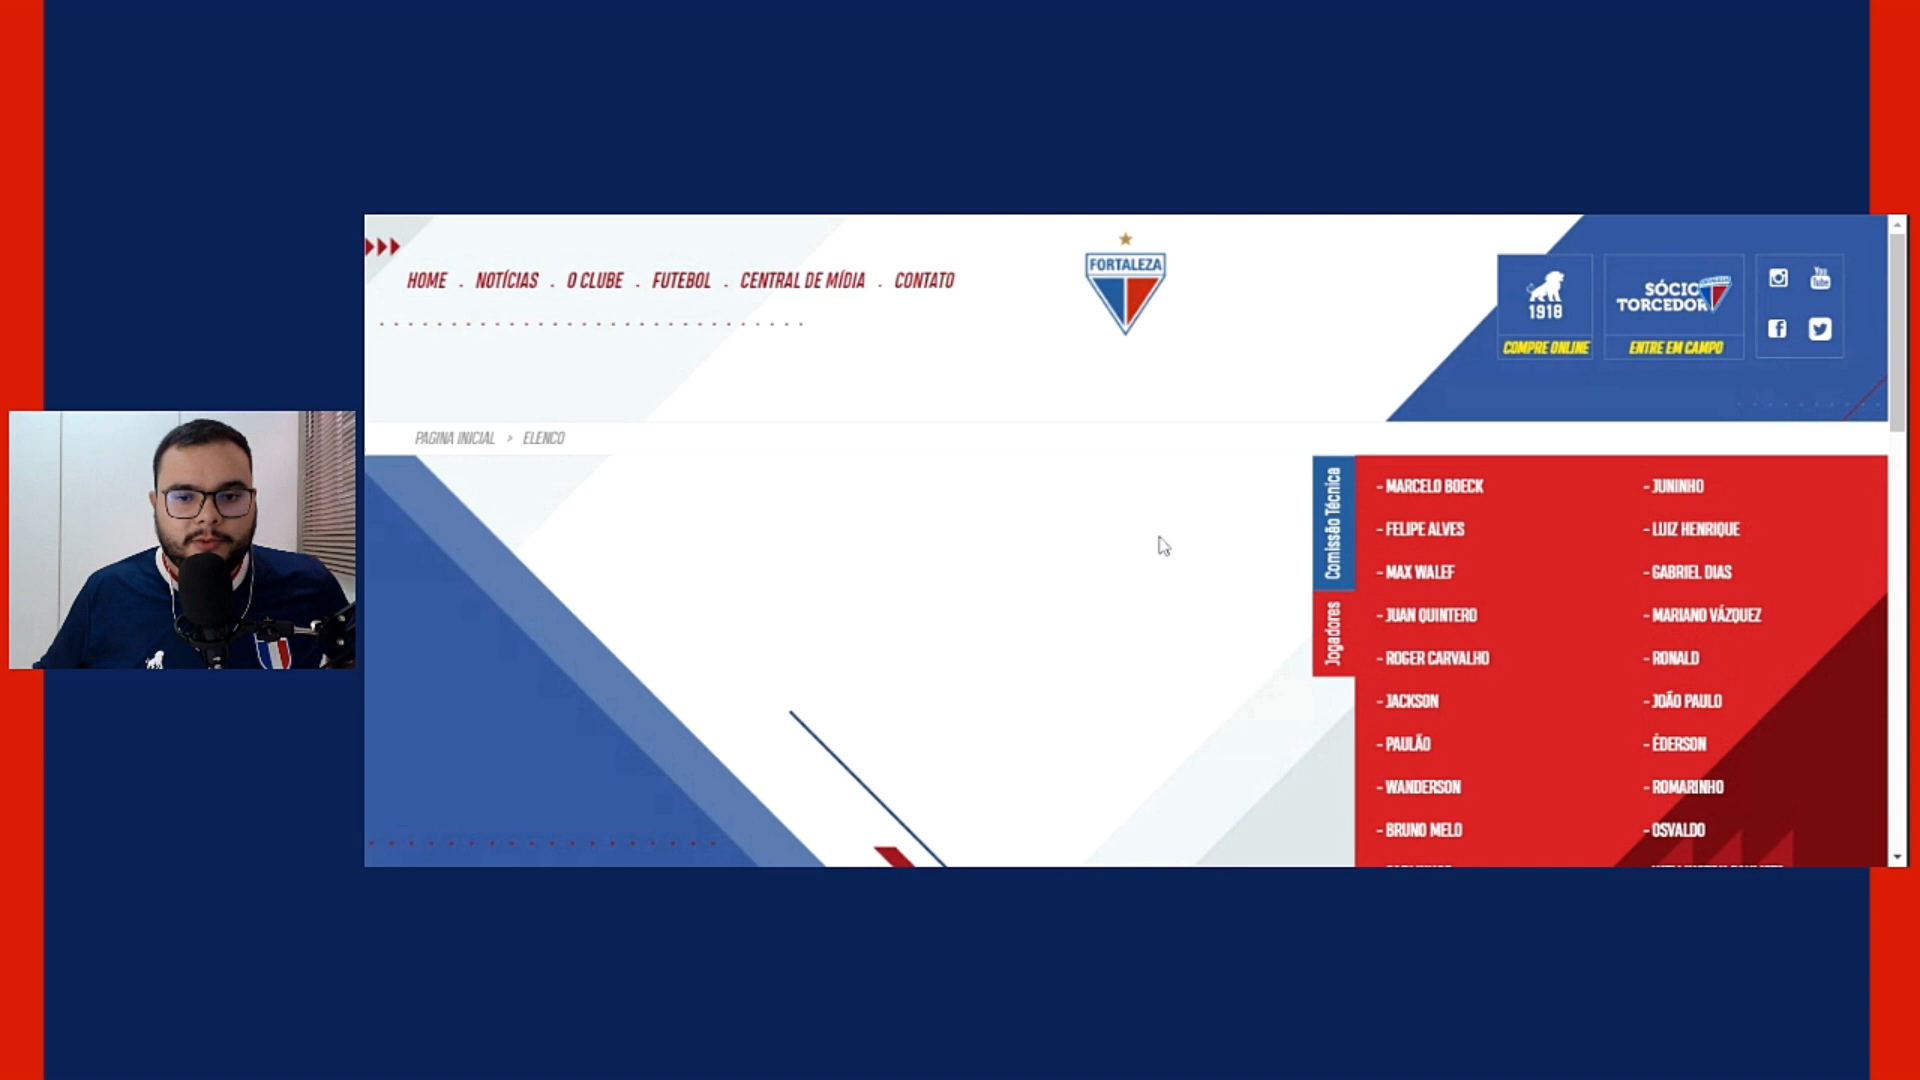 HOME . NOTÍCIAS . O CLUBE . FUTEBOL . CENTRAL DE MÍDIA . CONTATO
FORTALEZA
1918
COMPRE ONLINE
SÓCIO
TORCEDOR
ENTRE EM CAMPO
You
Tube
PAGINA INICIAL > ELENCO
Comissão Técnica
Jogadores
- MARCELO BOECK
- FELIPE ALVES
- MAX WALEF
- JUAN QUINTERO
- ROGER CARVALHO
- JACKSON
- PAULÃO
- WANDERSON
- BRUNO MELO
- JUNINHO
- LUIZ HENRIQUE
- GABRIEL DIAS
- MARIANO VÁZQUEZ
- RONALD
- JOÃO PAULO
- ÉDERSON
- ROMARINHO
- OSVALDO